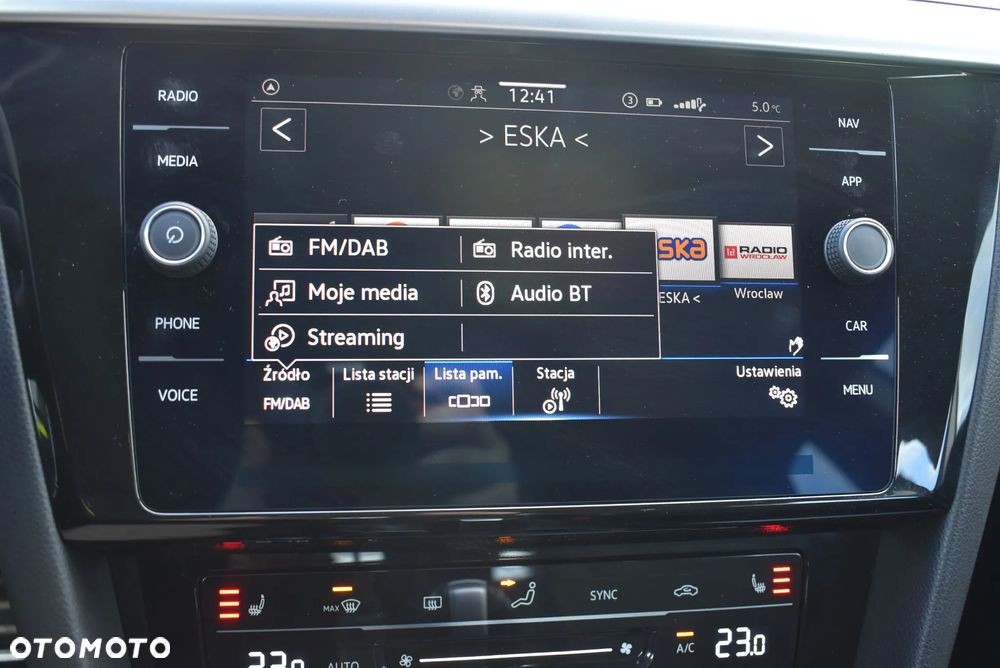 RADIO
MEDIA
PHONE
VOICE
12:41
3
5.0°C
<
> ESKA <
>
NAV
APP
CAR
MENU
FM/DAB
Radio inter.
Moje media
Audio BT
Streaming
SKA
RADIO
WROCŁAW
ESKA <
Wroclaw
Źródło
FM/DAB
Lista stacji
Lista pam.
Stacja
Ustawienia
MAX
SYNC
AUTO
A/C
23.0
OTOMOTO